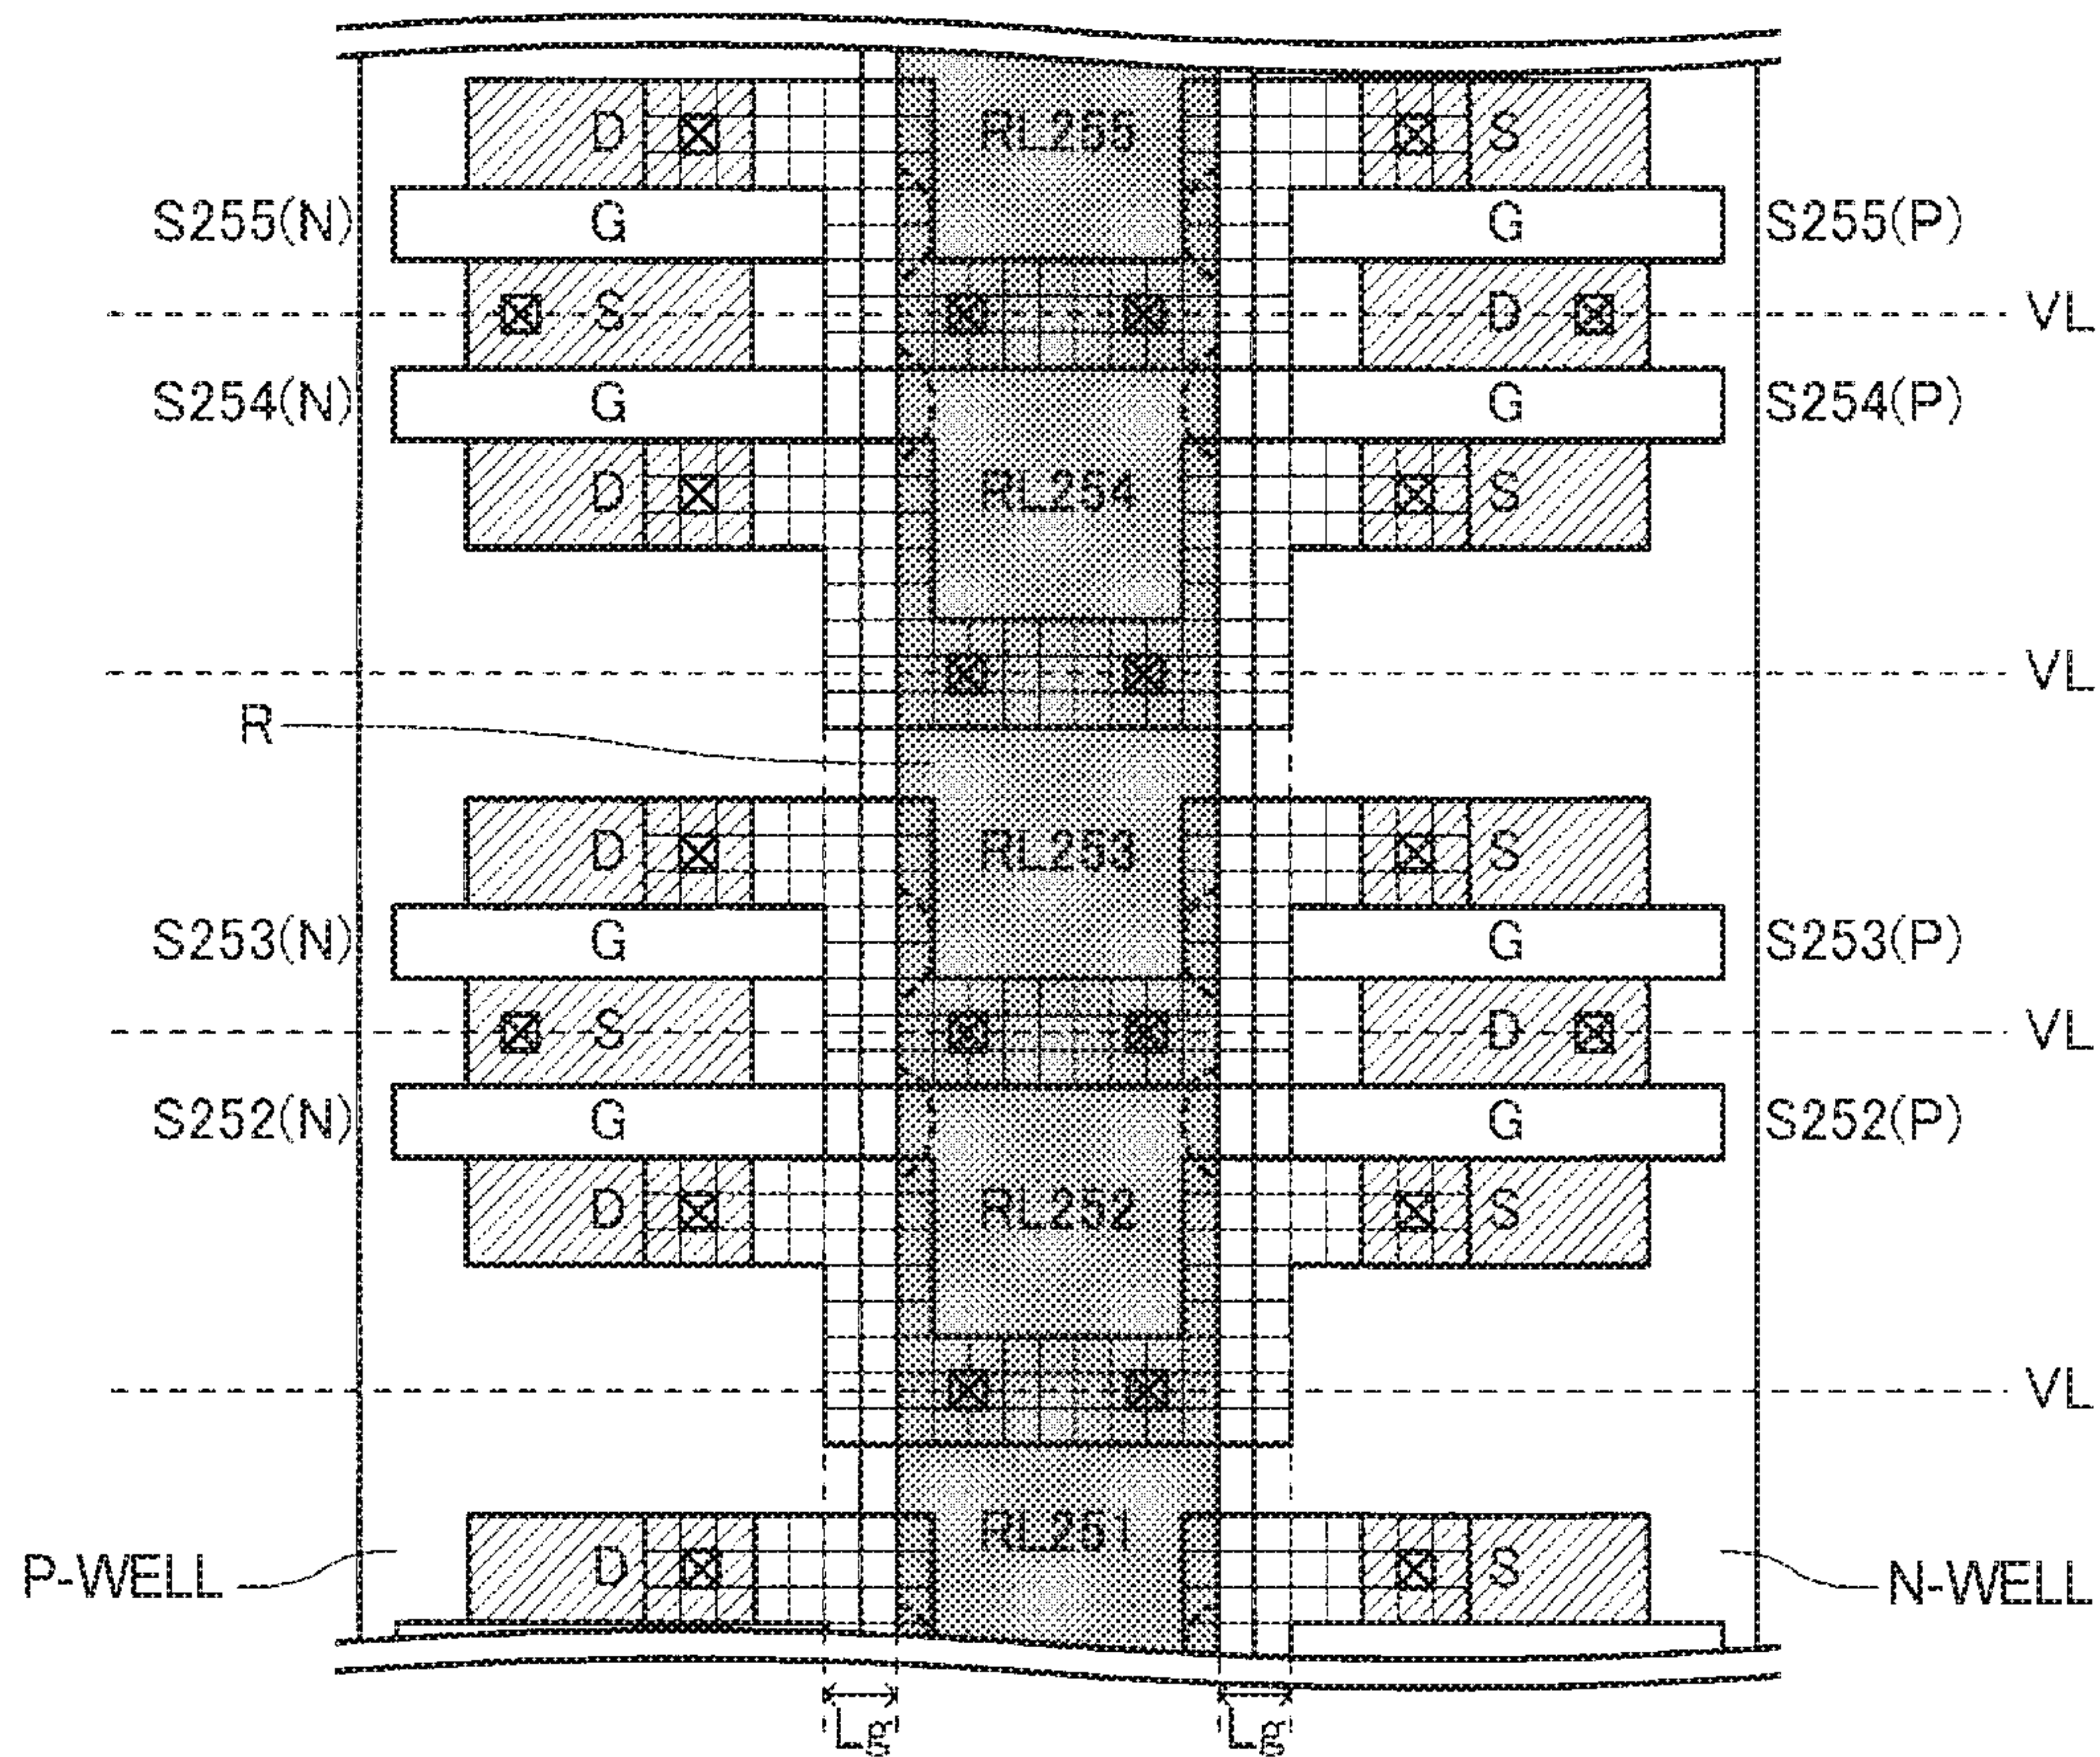 D RL255 S
S255(N) G G S255(P)
S D VL
S254(N) G G S254(P)
D RL254 S
VL
R
D RL253 S
S253(N) G G S253(P)
S D VL
S252(N) G G S252(P)
D RL252 S
VL
RL251
P-WELL D S N-WELL
Lg Lg